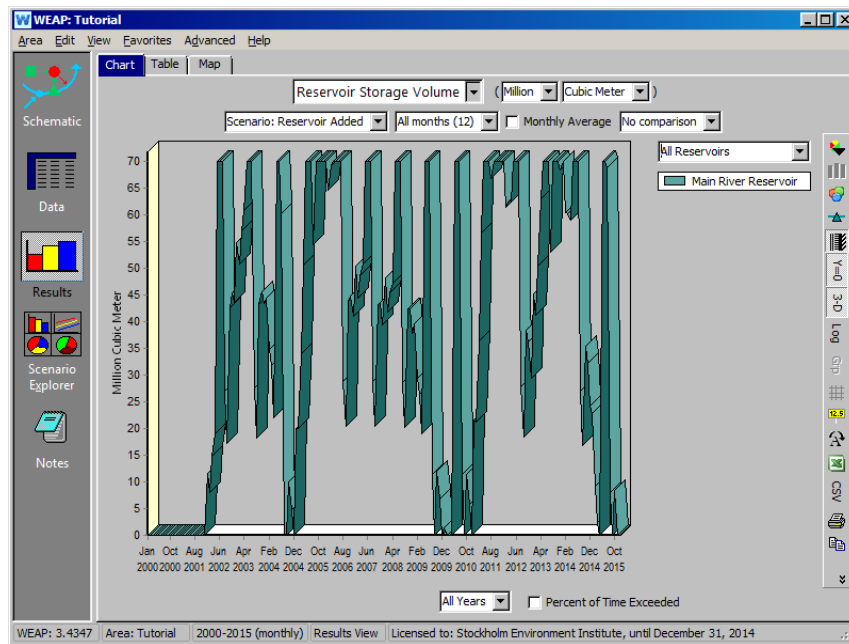 WEAP: Tutorial
Area Edit View Favorites Advanced Help
Chart Table Map
Reservoir Storage Volume ( Million Cubic Meter )
Scenario: Reservoir Added All months (12) Monthly Average No comparison
All Reservoirs
Main River Reservoir
Schematic
Data
Results
Scenario
Explorer
Notes
Million Cubic Meter
70
65
60
55
50
45
40
35
30
25
20
15
10
5
0
Jan Oct Aug Jun Apr Feb Dec Oct Aug Jun Apr Feb Dec Oct Aug Jun Apr Feb Dec Oct
2000 2000 2001 2002 2003 2004 2004 2005 2006 2007 2008 2009 2009 2010 2011 2012 2013 2014 2014 2015
Y=0
3-D
Log
Grp
12.5
CSV
All Years Percent of Time Exceeded
WEAP: 3.4347 Area: Tutorial 2000-2015 (monthly) Results View Licensed to: Stockholm Environment Institute, until December 31, 2014